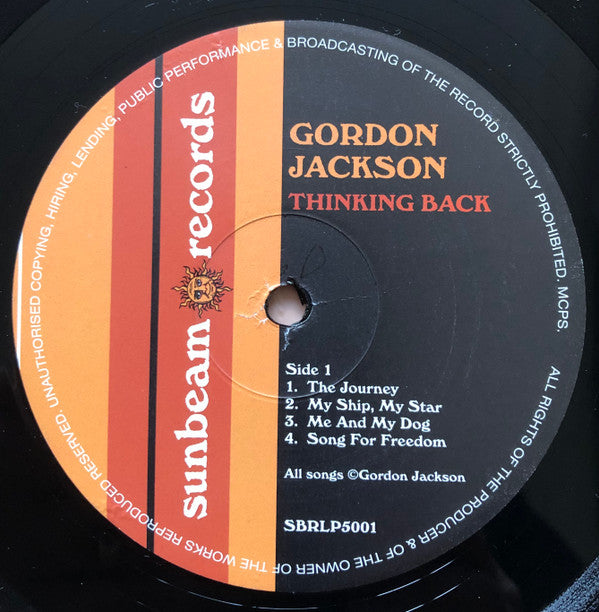 ALL RIGHTS OF THE PRODUCER & OF THE OWNER OF THE WORKS REPRODUCED RESERVED. UNAUTHORISED COPYING, HIRING, LENDING, PUBLIC PERFORMANCE & BROADCASTING OF THE RECORD STRICTLY PROHIBITED. MCPS.
sunbeam records
GORDON
JACKSON
THINKING BACK
Side 1
1. The Journey
2. My Ship, My Star
3. Me And My Dog
4. Song For Freedom
All songs ©Gordon Jackson
SBRLP5001